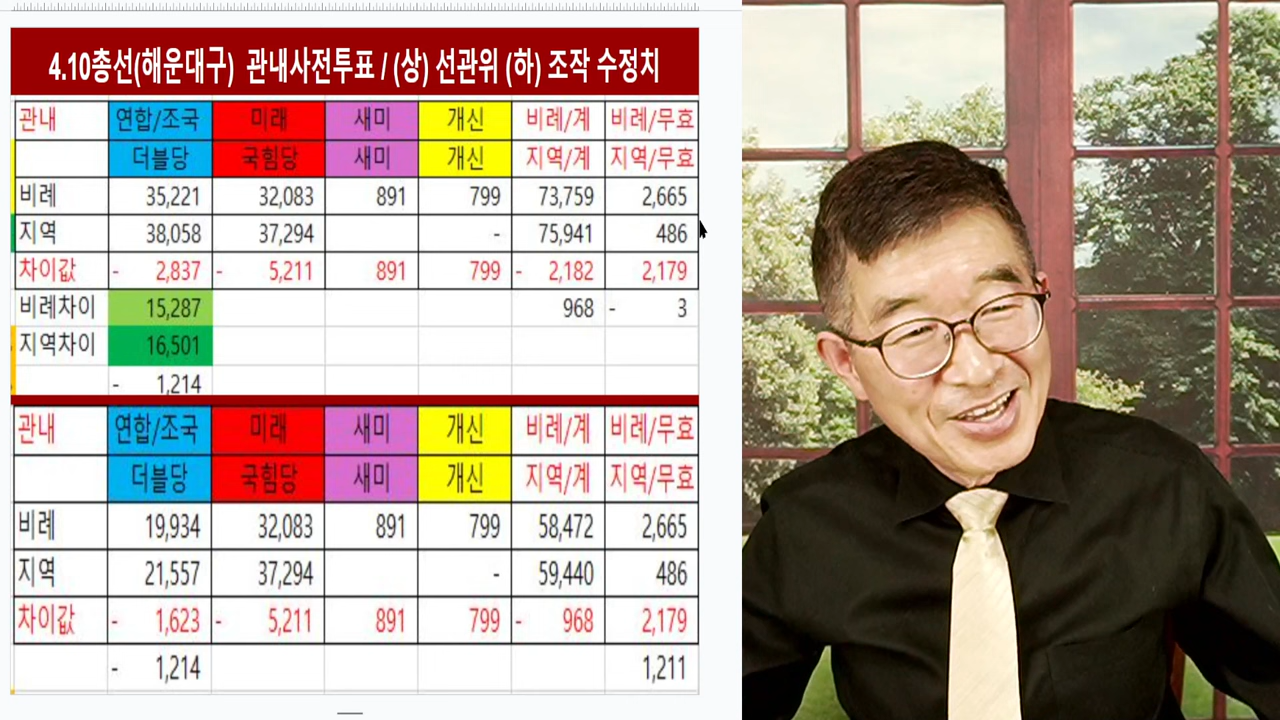 4.10총선(해운대구) 관내사전투표 / (상) 선관위 (하) 조작 수정치
관내 연합/조국 미래 새미 개신 비례/계 비례/무효
더블당 국힘당 새미 개신 지역/계 지역/무효
비례 35,221 32,083 891 799 73,759 2,665
지역 38,058 37,294 - 75,941 486
차이값 - 2,837 - 5,211 891 799 - 2,182 2,179
비례차이 15,287 968 - 3
지역차이 16,501
- 1,214
관내 연합/조국 미래 새미 개신 비례/계 비례/무효
더블당 국힘당 새미 개신 지역/계 지역/무효
비례 19,934 32,083 891 799 58,472 2,665
지역 21,557 37,294 - 59,440 486
차이값 - 1,623 - 5,211 891 799 - 968 2,179
- 1,214 1,211